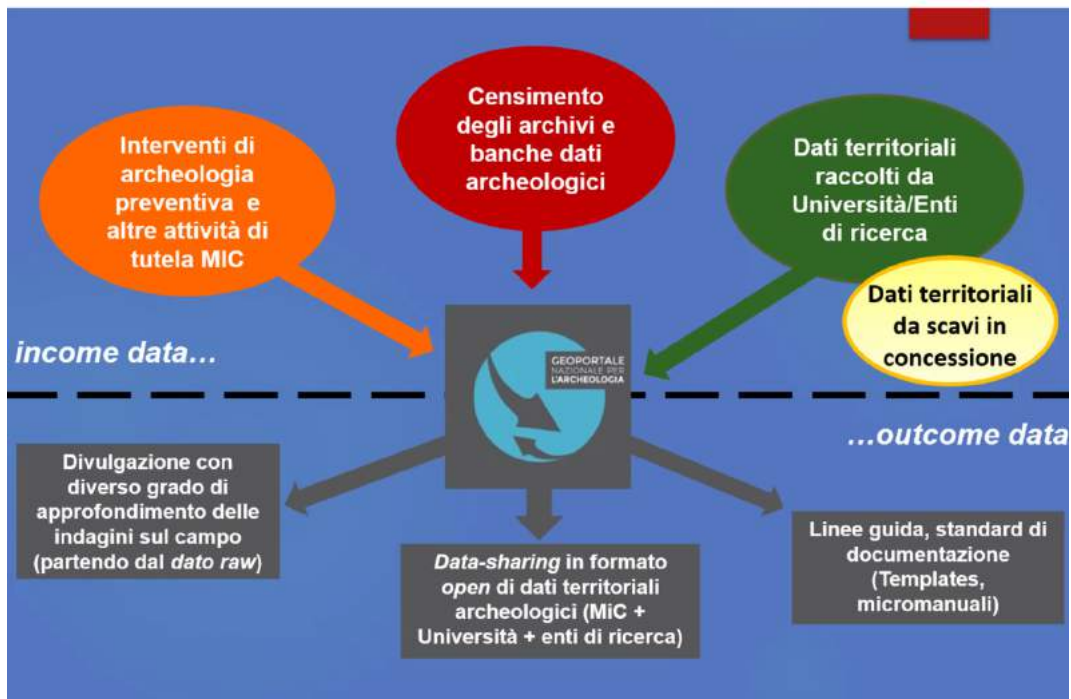 Interventi di
archeologia
preventiva e
altre attività di
tutela MIC
Censimento
degli archivi e
banche dati
archeologici
Dati territoriali
raccolti da
Università/Enti
di ricerca
Dati territoriali
da scavi in
concessione
income data...
GEOPORTALE
NAZIONALE PER
L'ARCHEOLOGIA
...outcome data
Divulgazione con
diverso grado di
approfondimento delle
indagini sul campo
(partendo dal dato raw)
Data-sharing in formato
open di dati territoriali
archeologici (MiC +
Università + enti di ricerca)
Linee guida, standard di
documentazione
(Templates,
micromanuali)